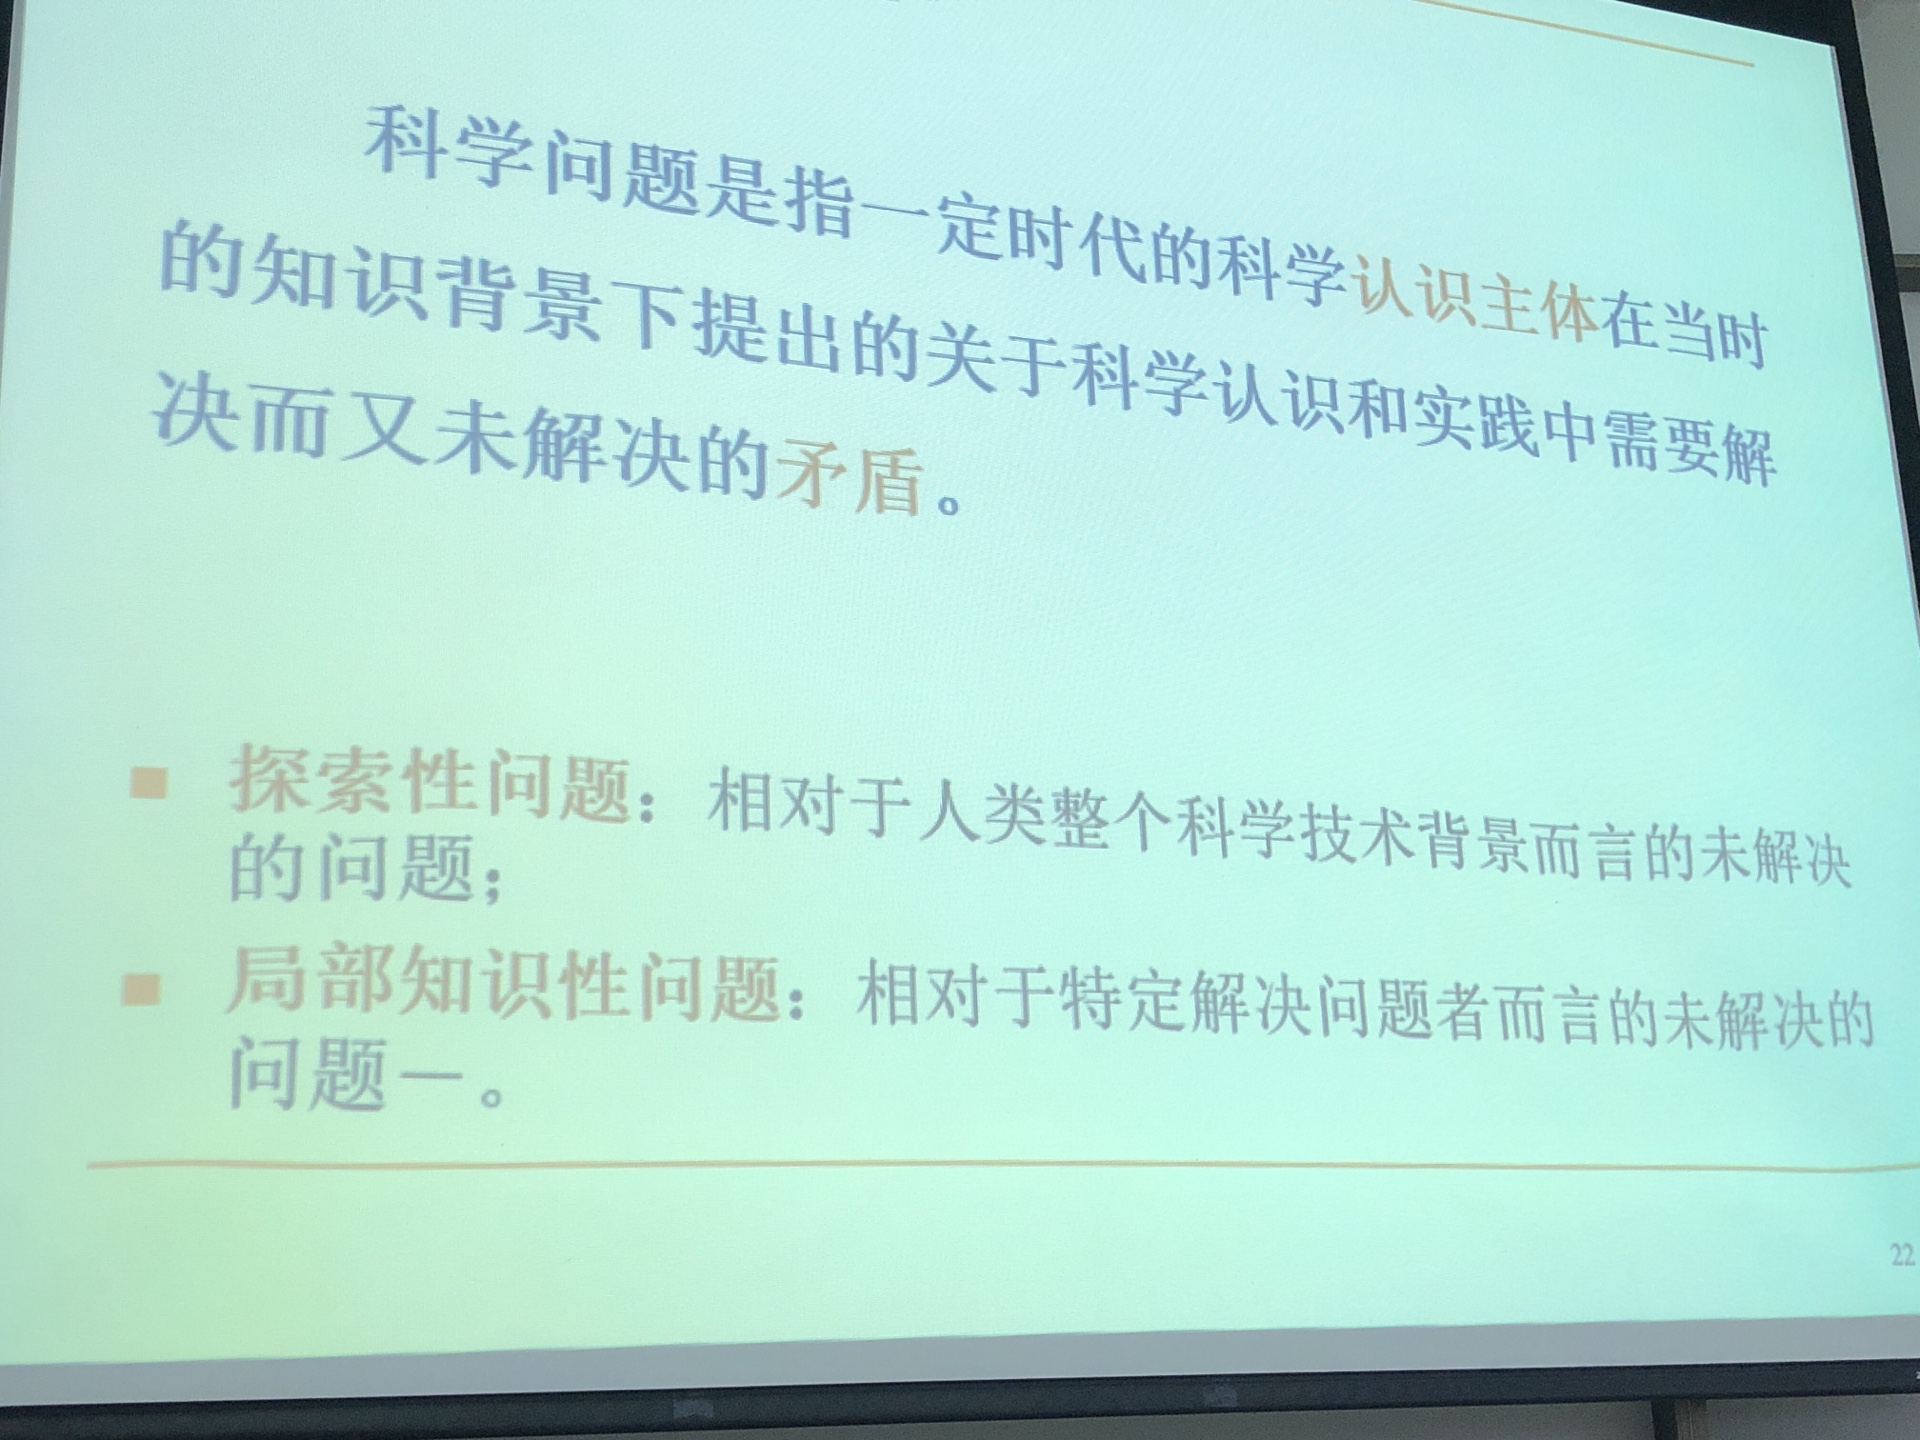 科学问题是指一定时代的科学认识主体在当时
的知识背景下提出的关于科学认识和实践中需要解
决而又未解决的矛盾。
探索性问题：相对于人类整个科学技术背景而言的未解决
的问题；
局部知识性问题：相对于特定解决问题者而言的未解决的
问题一。
22